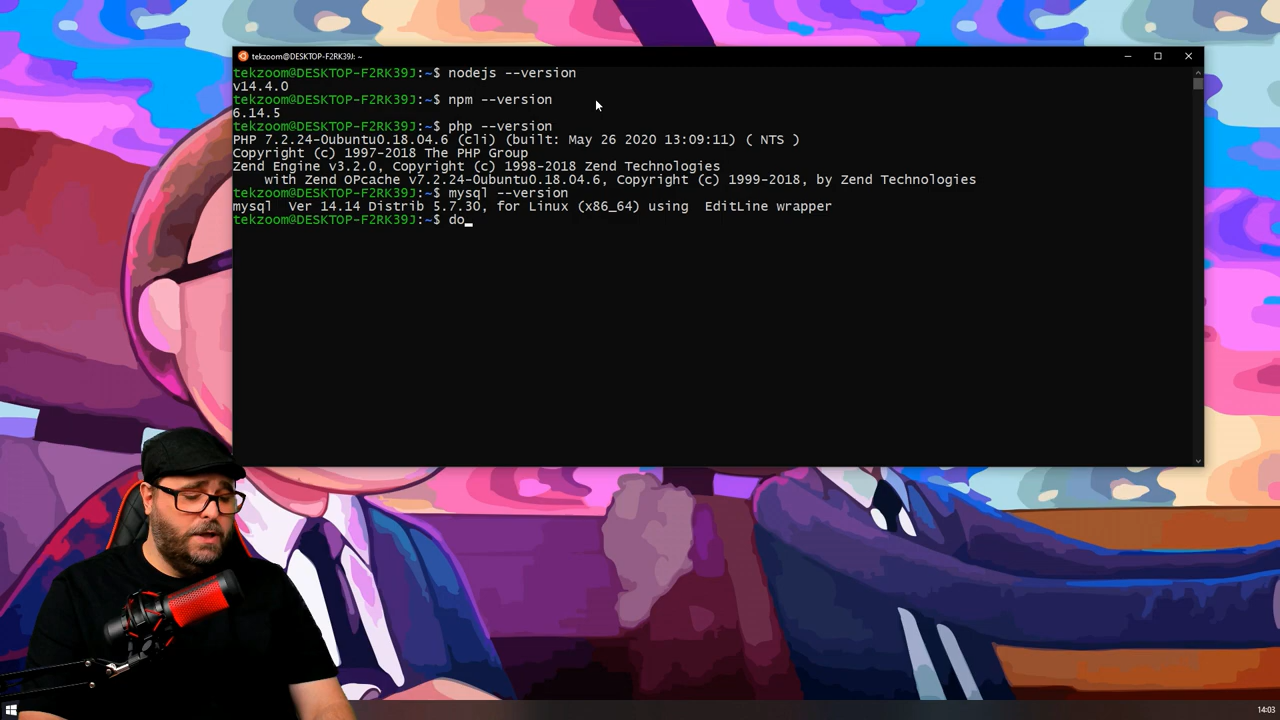 tekzoom@DESKTOP-F2RK39J: ~
tekzoom@DESKTOP-F2RK39J:~$ nodejs --version
v14.4.0
tekzoom@DESKTOP-F2RK39J:~$ npm --version
6.14.5
tekzoom@DESKTOP-F2RK39J:~$ php --version
PHP 7.2.24-0ubuntu0.18.04.6 (cli) (built: May 26 2020 13:09:11) ( NTS )
Copyright (c) 1997-2018 The PHP Group
Zend Engine v3.2.0, Copyright (c) 1998-2018 Zend Technologies
    with Zend OPcache v7.2.24-0ubuntu0.18.04.6, Copyright (c) 1999-2018, by Zend Technologies
tekzoom@DESKTOP-F2RK39J:~$ mysql --version
mysql  Ver 14.14 Distrib 5.7.30, for Linux (x86_64) using  EditLine wrapper
tekzoom@DESKTOP-F2RK39J:~$ do_
14:03